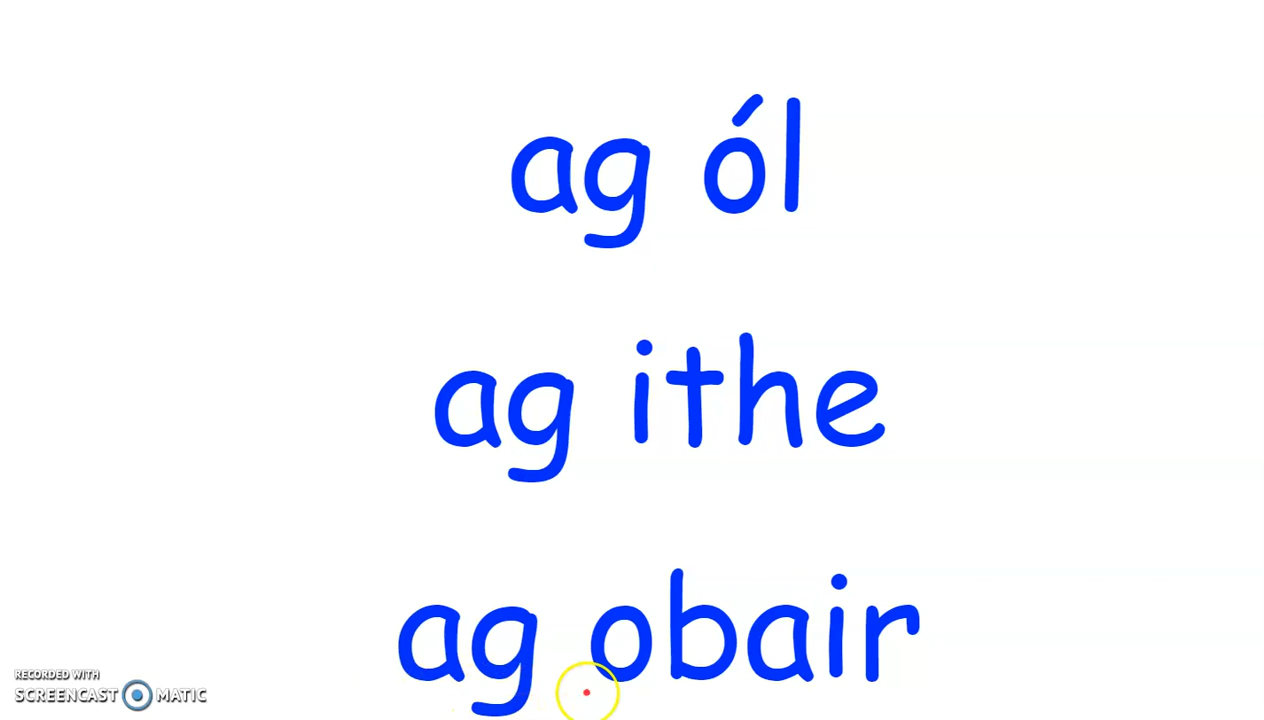 ag ól
ag ithe
ag obair
RECORDED WITH
SCREENCAST MATIC